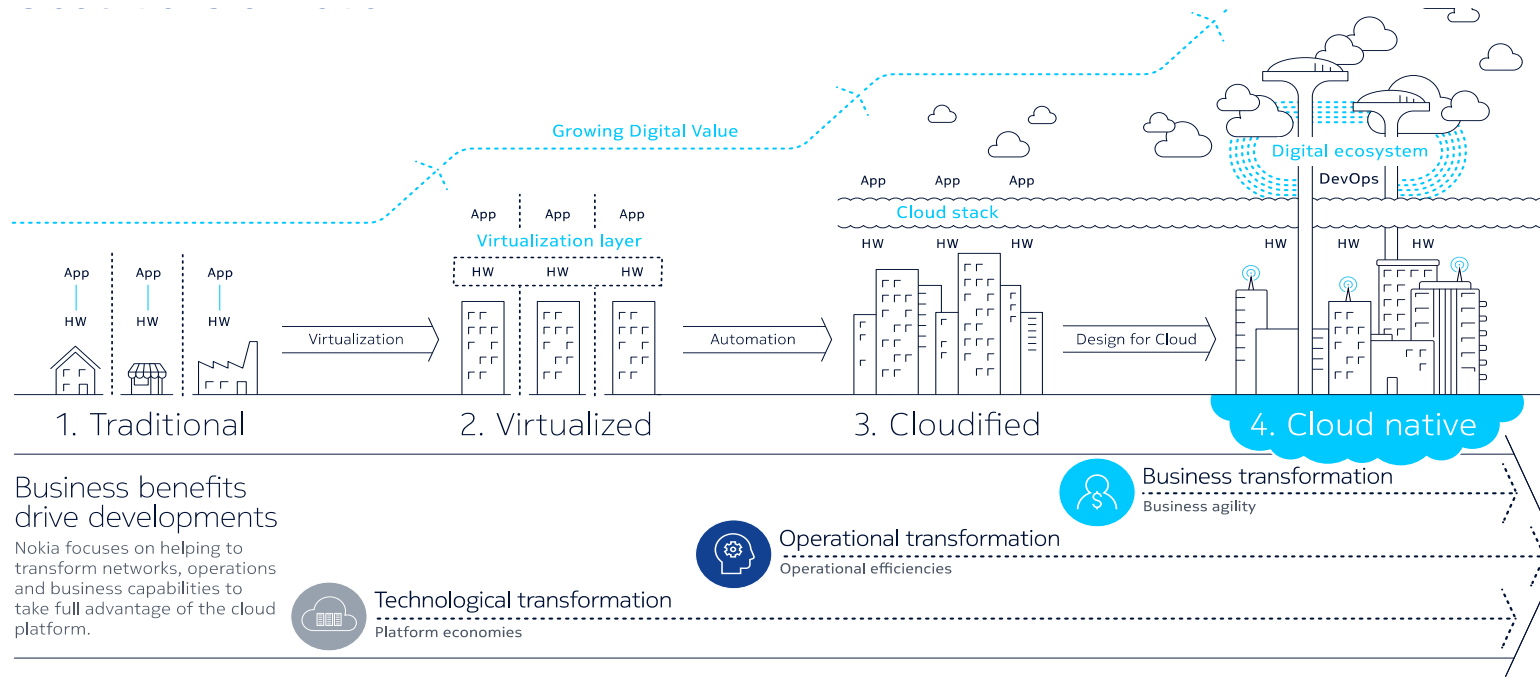 Growing Digital Value
Digital ecosystem
DevOps
App App App
Cloud stack
App App App
Virtualization layer
HW HW HW
HW HW HW
HW HW HW
App App App
HW HW HW
Virtualization
Automation
Design for Cloud
1. Traditional
2. Virtualized
3. Cloudified
4. Cloud native
Business benefits
drive developments
Nokia focuses on helping to
transform networks, operations
and business capabilities to
take full advantage of the cloud
platform.
Business transformation
Business agility
Operational transformation
Operational efficiencies
Technological transformation
Platform economies